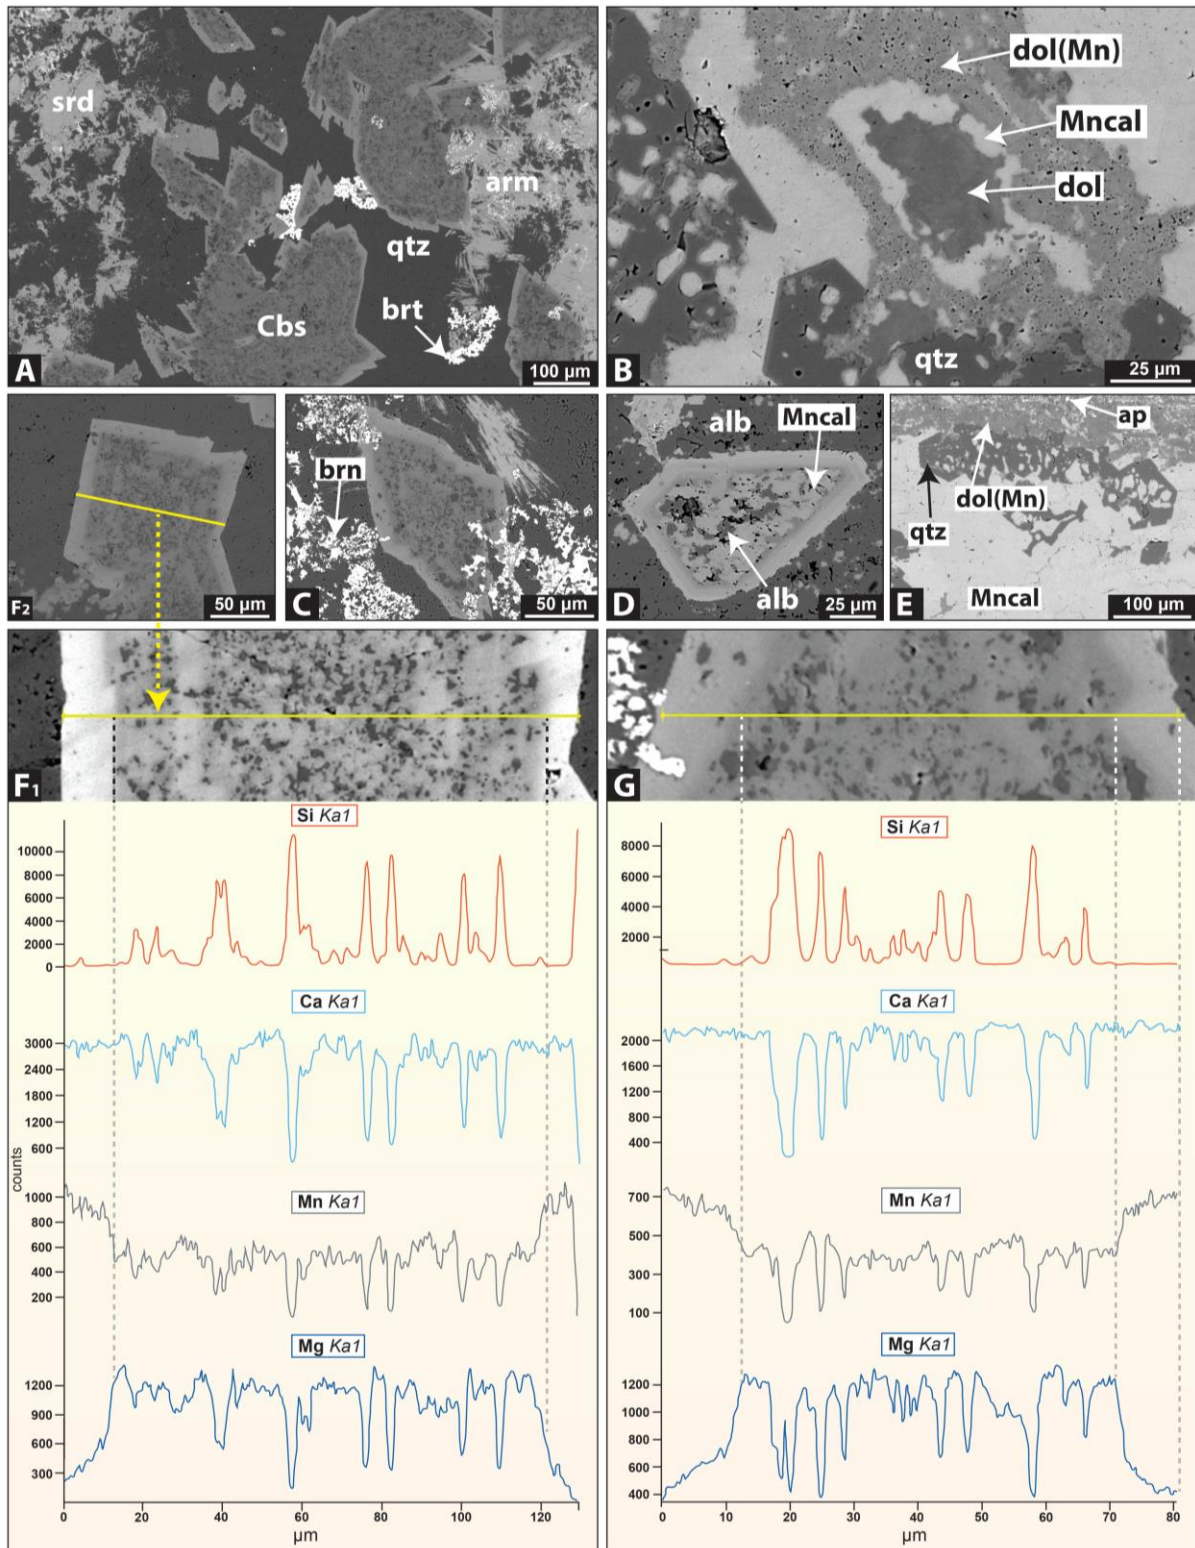 srd
arm
qtz
Cbs
brt
A
100 µm
dol(Mn)
Mncal
dol
qtz
B
25 µm
F2
50 µm
brn
C
50 µm
alb
Mncal
alb
D
25 µm
ap
dol(Mn)
qtz
Mncal
E
100 µm
F1
Si Ka1
10000
8000
6000
4000
2000
0
Ca Ka1
3000
2400
1800
1200
600
counts
Mn Ka1
1000
800
600
400
200
Mg Ka1
1200
900
600
300
0 20 40 60 80 100 120
µm
G
Si Ka1
8000
6000
4000
2000
Ca Ka1
2000
1600
1200
800
400
Mn Ka1
700
500
300
100
Mg Ka1
1200
1000
800
600
400
0 10 20 30 40 50 60 70 80
µm